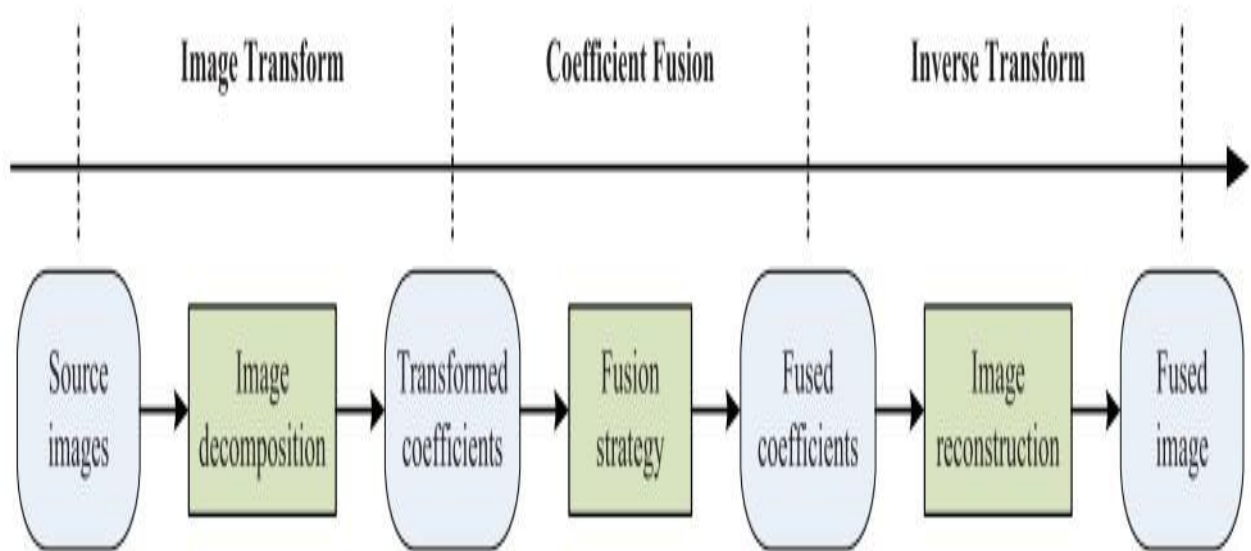 Image Transform
Coefficient Fusion
Inverse Transform
Source
images
Image
decomposition
Transformed
coefficients
Fusion
strategy
Fused
coefficients
Image
reconstruction
Fused
image